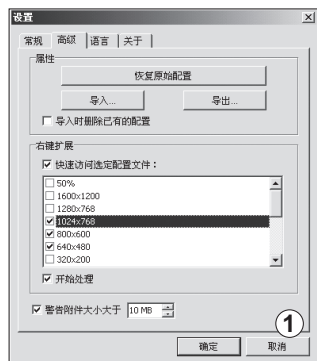 设置
常规 高级 语言 关于
属性
恢复原始配置
导入... 导出...
导入时删除已有的配置
右键扩展
快速访问选定配置文件：
50%
1600x1200
1280x768
1024x768
800x600
640x480
320x200
开始处理
警告附件大小大于 10 MB
1
确定 取消